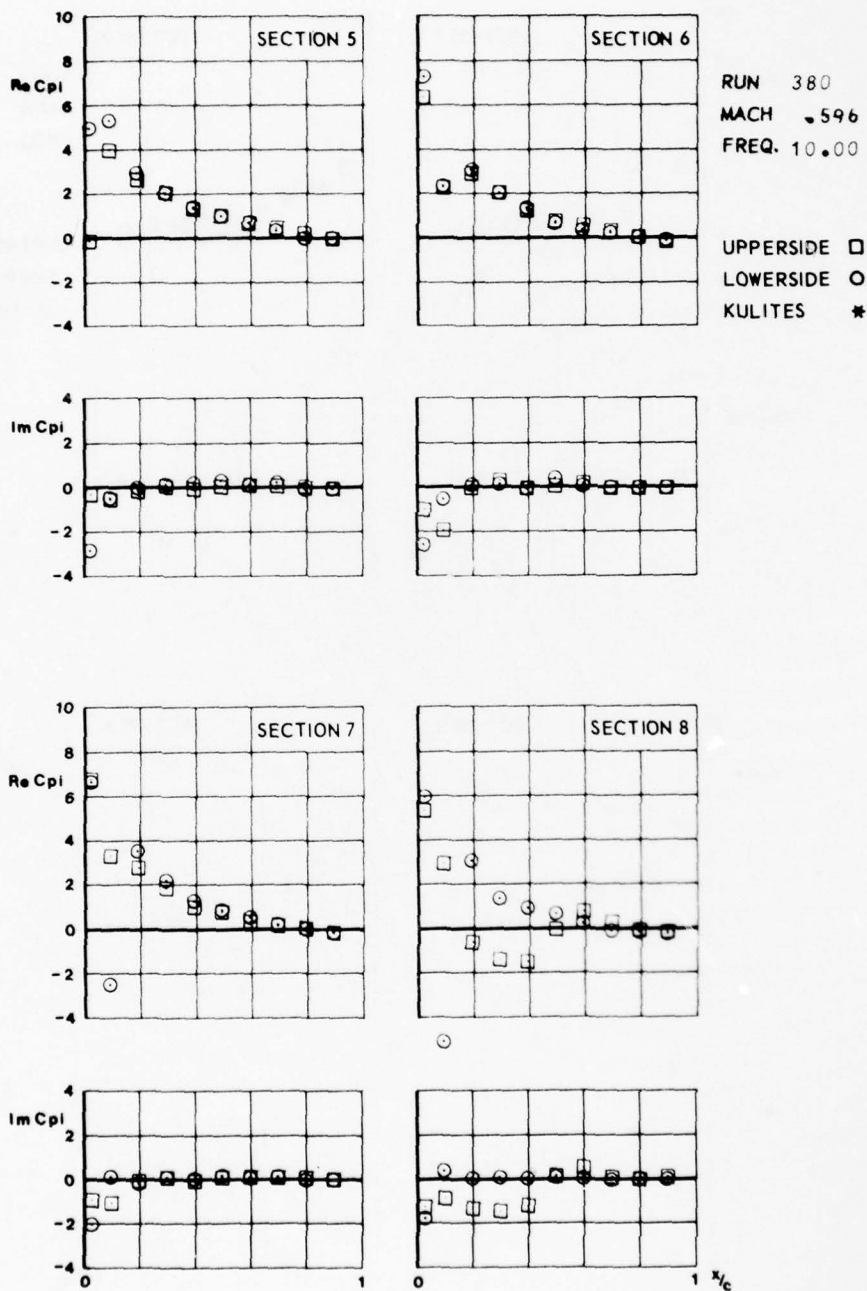 SECTION 5
SECTION 6
Re Cpi
10
8
6
4
2
0
-2
-4
RUN 380
MACH .596
FREQ. 10.00
UPPERSIDE □
LOWERSIDE ○
KULITES *
Im Cpi
4
2
0
-2
-4
SECTION 7
SECTION 8
Re Cpi
10
8
6
4
2
0
-2
-4
Im Cpi
4
2
0
-2
-4
0
1
0
1
x/c